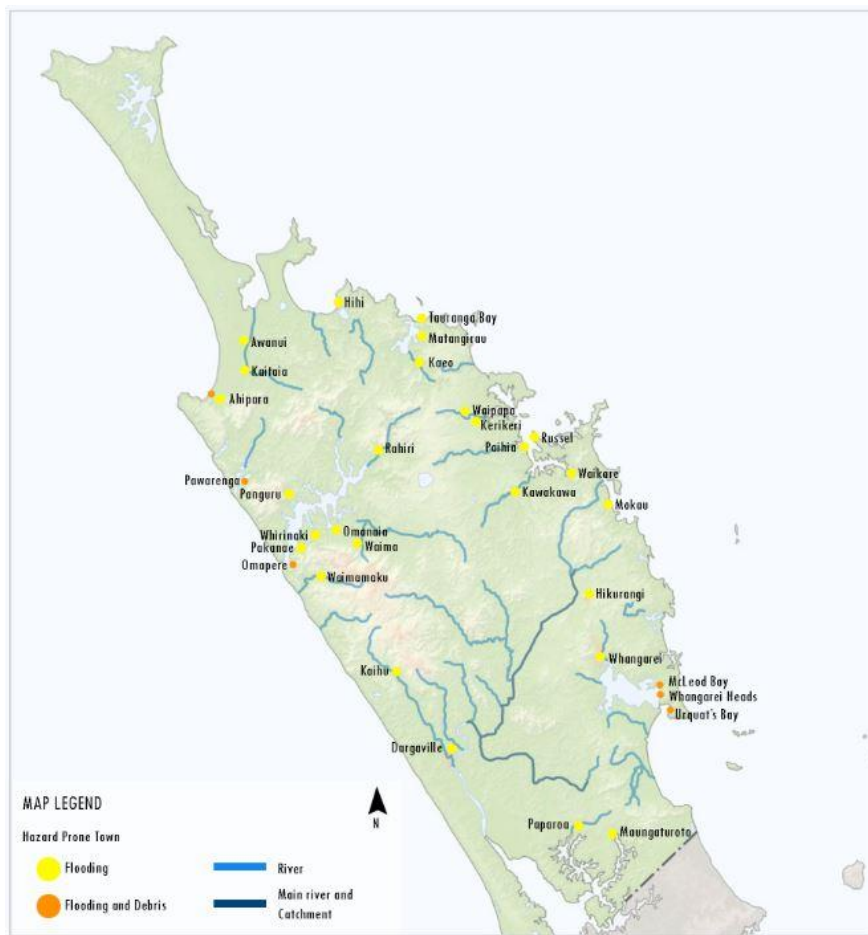 Hihi
Tauranga Bay
Matangirau
Awanui
Kaeo
Kaitaia
Ahipara
Waipapa
Kerikeri
Russel
Paihia
Rahiri
Waikare
Pawarenga
Panguru
Kawakawa
Mokau
Omanaia
Whirinaki
Waima
Pakanae
Omapere
Waimamaku
Hikurangi
Whangarei
Kaihu
McLeod Bay
Whangarei Heads
Urquat's Bay
Dargaville
MAP LEGEND
N
Paparoa
Maungaturoto
Hazard Prone Town
Flooding
River
Flooding and Debris
Main river and
Catchment